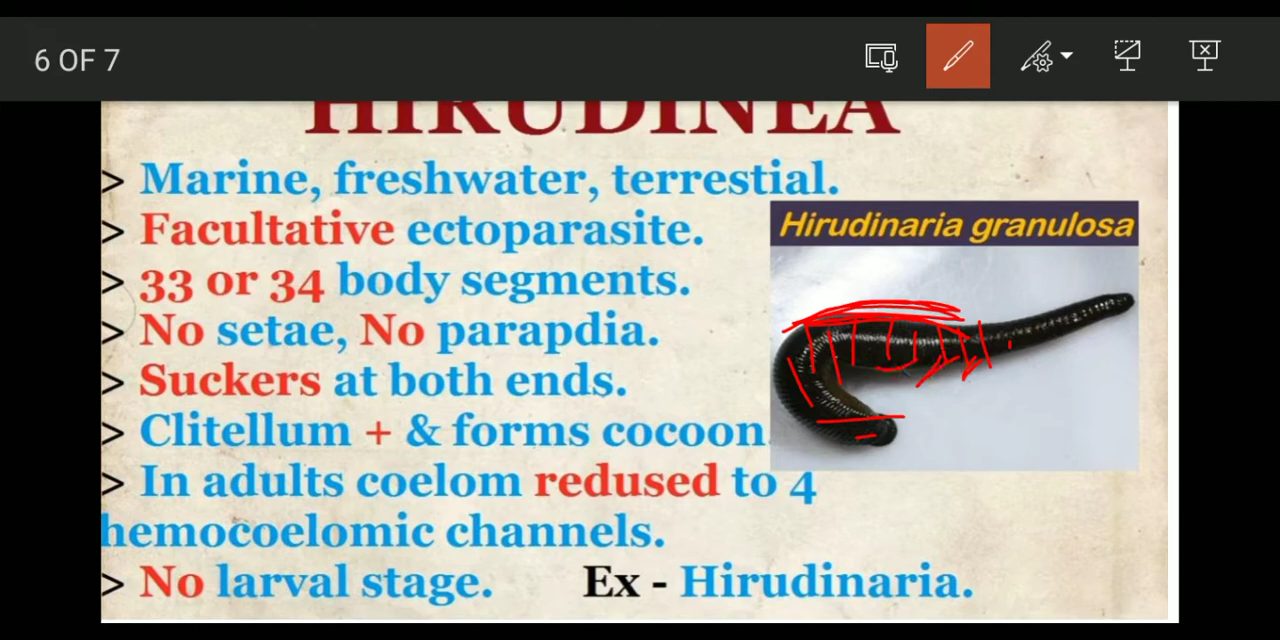 6 OF 7
HIRUDINEA
> Marine, freshwater, terrestial.
> Facultative ectoparasite.
Hirudinaria granulosa
> 33 or 34 body segments.
> No setae, No parapdia.
> Suckers at both ends.
> Clitellum + & forms cocoon.
> In adults coelom redused to 4
hemocoelomic channels.
> No larval stage. Ex - Hirudinaria.